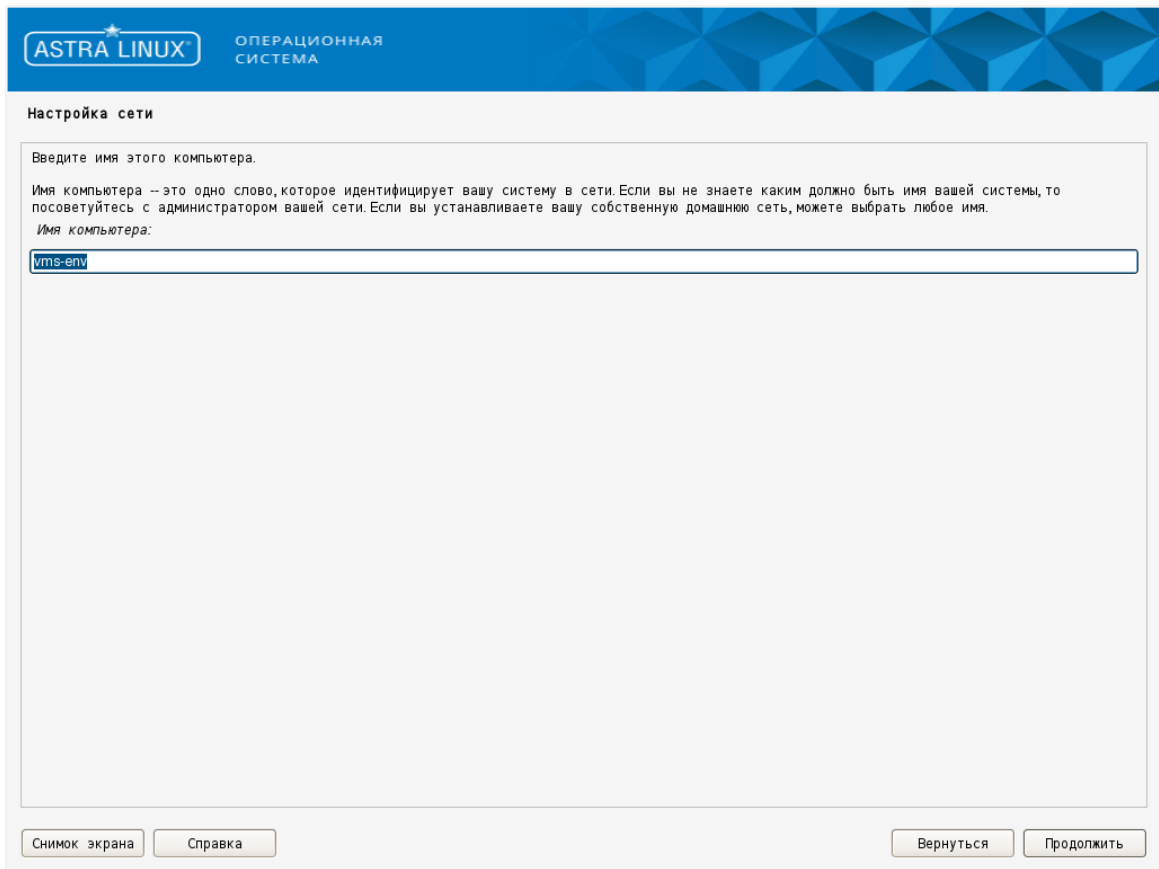 ASTRA LINUX®
ОПЕРАЦИОННАЯ
СИСТЕМА
Настройка сети
Введите имя этого компьютера.
Имя компьютера -- это одно слово, которое идентифицирует вашу систему в сети. Если вы не знаете каким должно быть имя вашей системы, то
посоветуйтесь с администратором вашей сети. Если вы устанавливаете вашу собственную домашнюю сеть, можете выбрать любое имя.
Имя компьютера:
vms-env
Снимок экрана
Справка
Вернуться
Продолжить